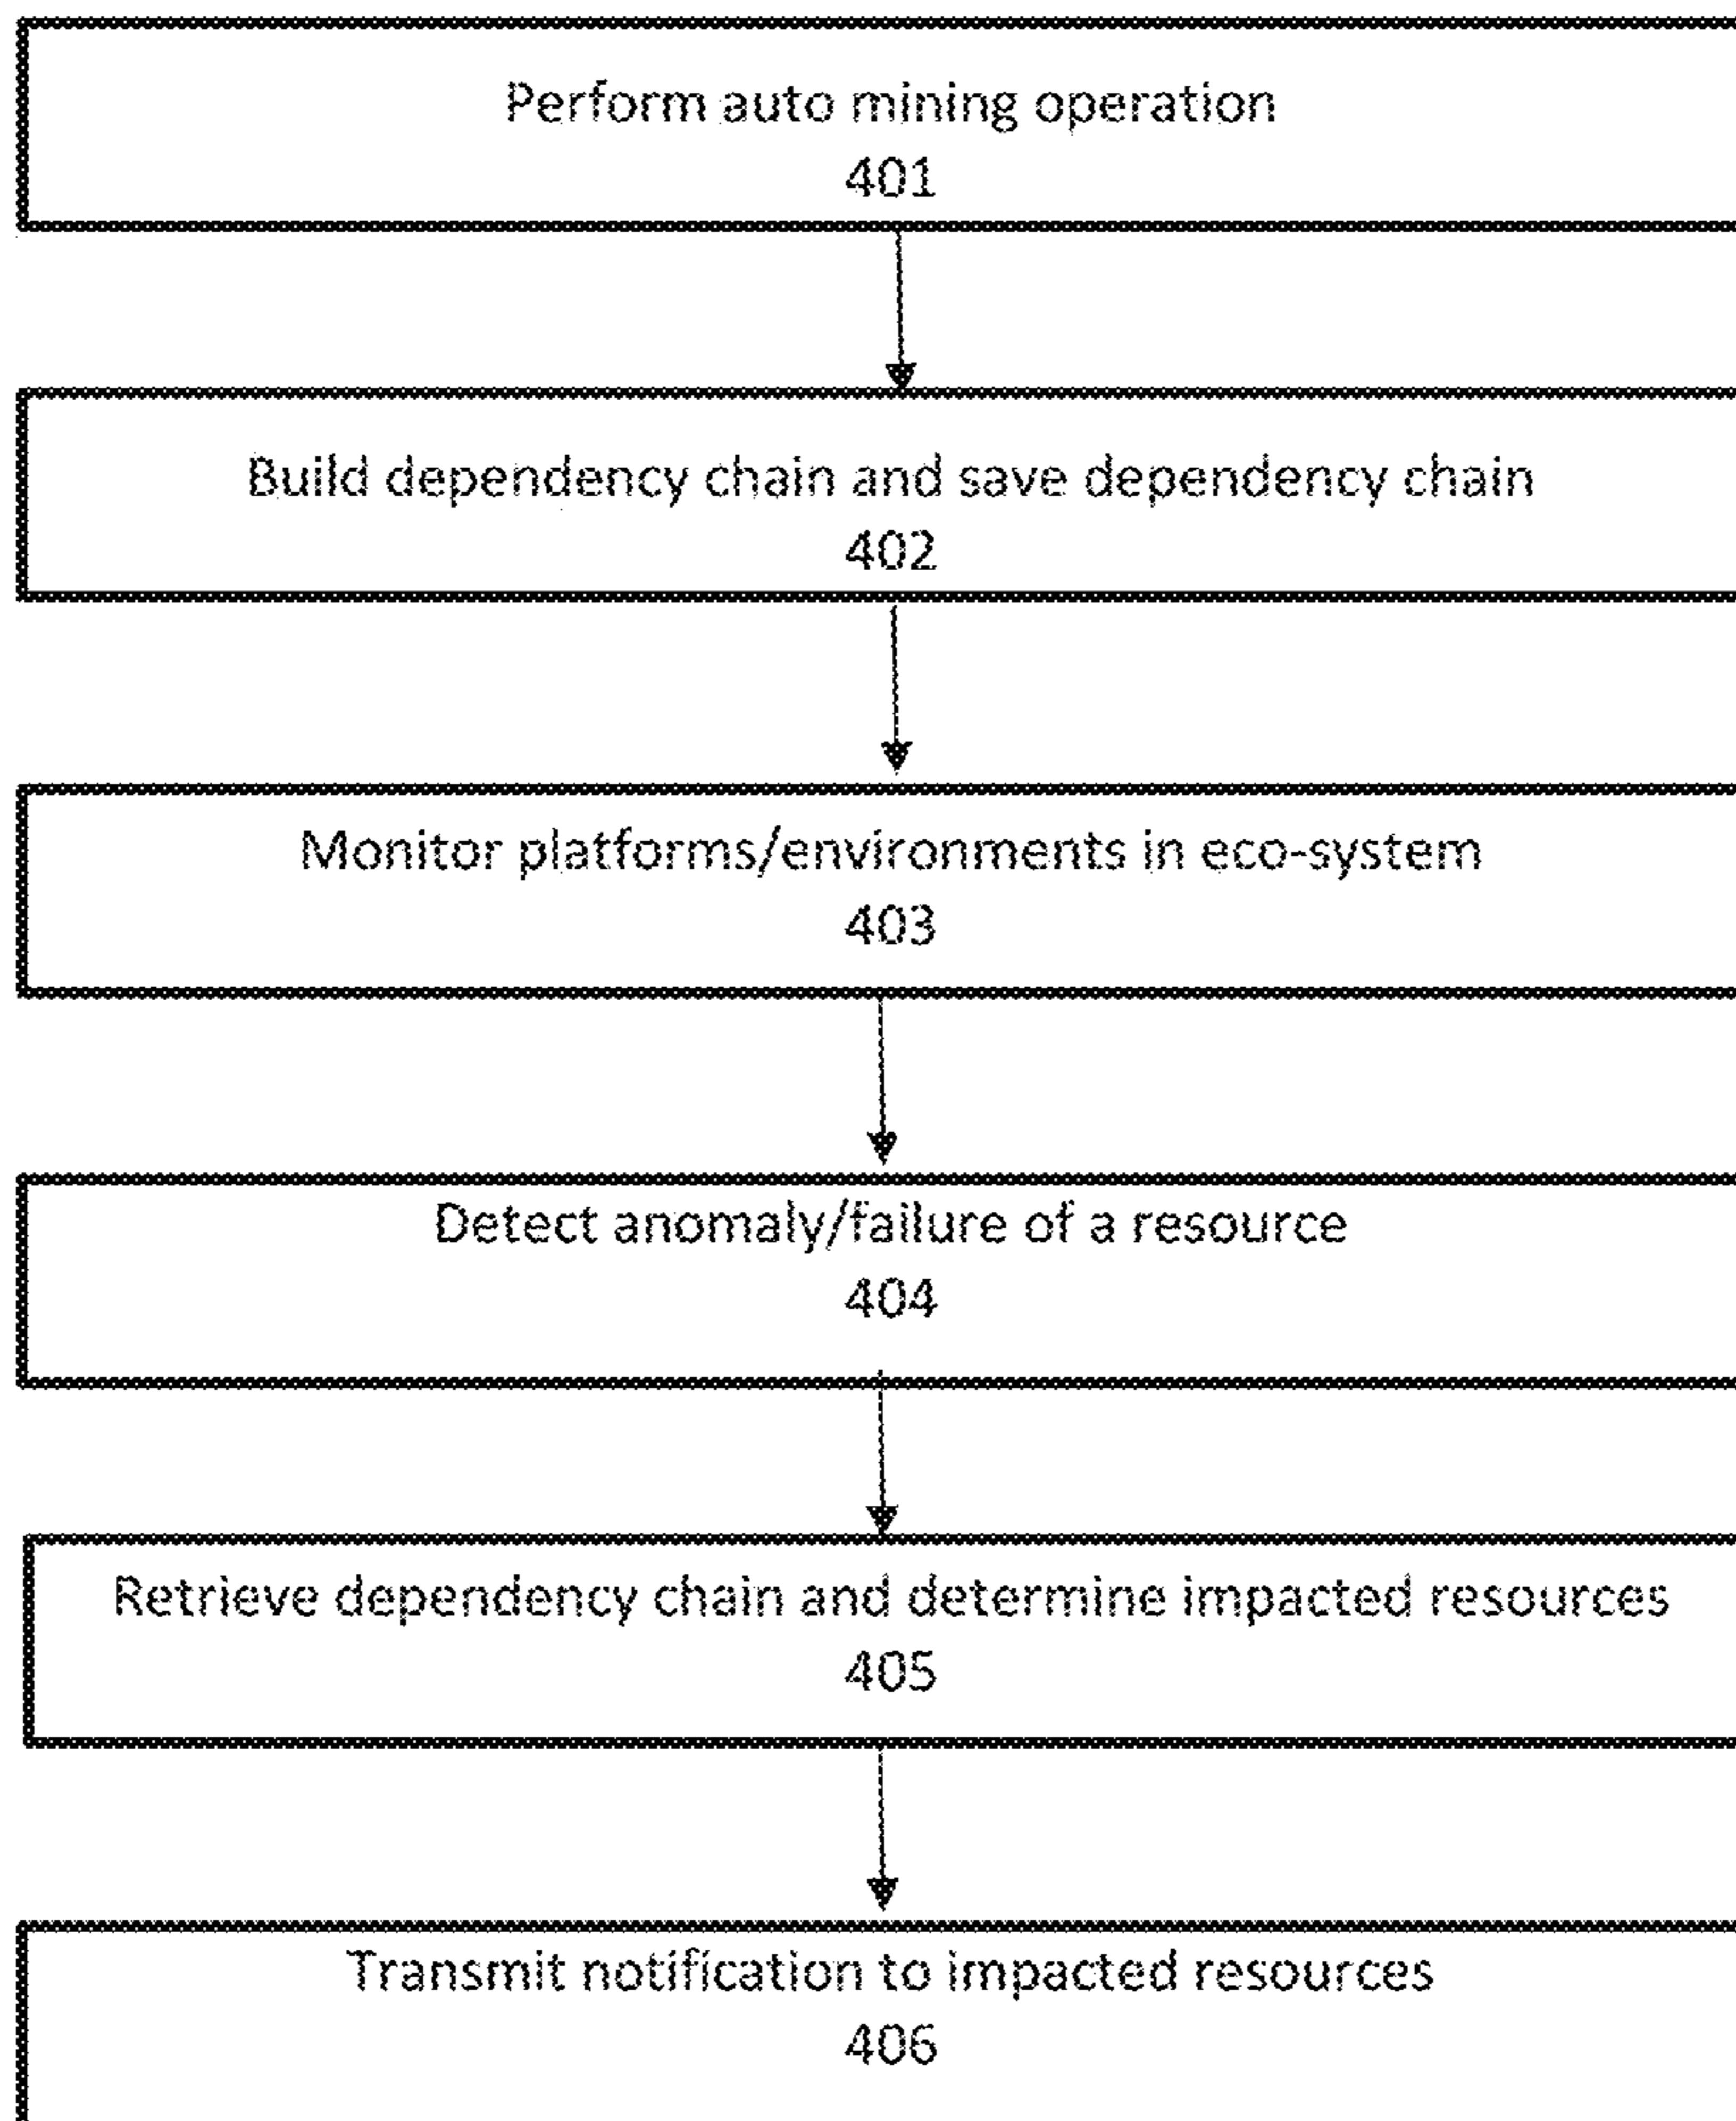 Perform auto mining operation
401
Build dependency chain and save dependency chain
402
Monitor platforms/environments in eco-system
403
Detect anomaly/failure of a resource
404
Retrieve dependency chain and determine impacted resources
405
Transmit notification to impacted resources
406